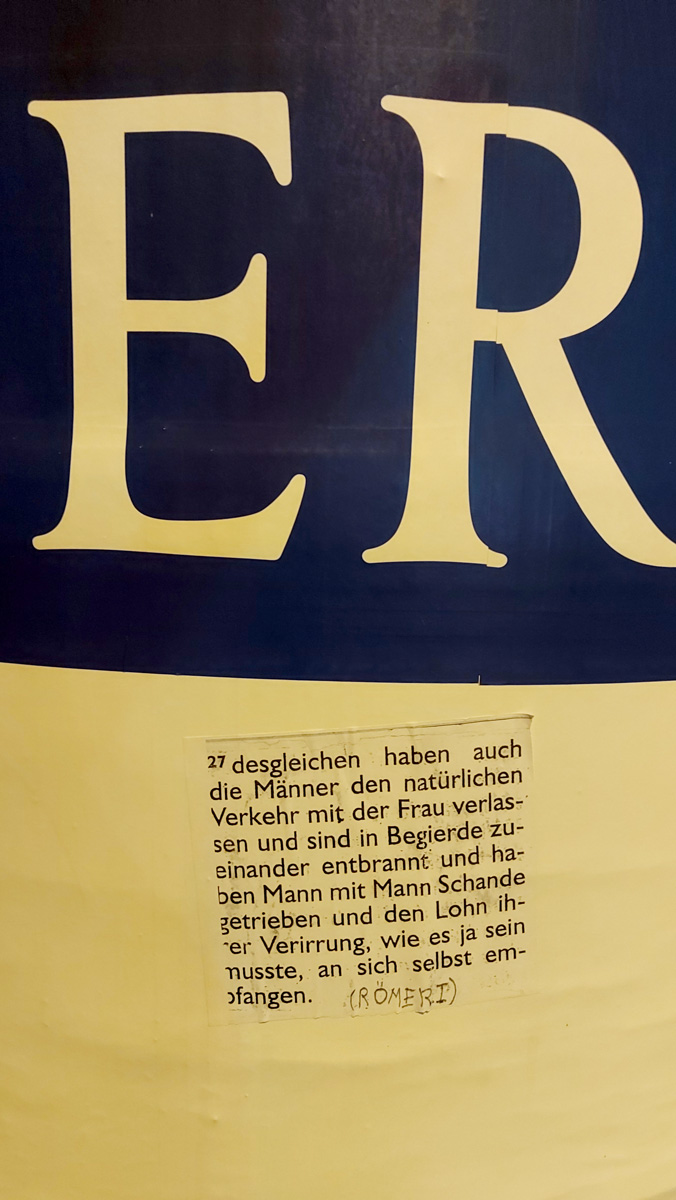 ER
27 desgleichen haben auch
die Männer den natürlichen
Verkehr mit der Frau verlas-
sen und sind in Begierde zu-
einander entbrannt und ha-
ben Mann mit Mann Schande
getrieben und den Lohn ih-
rer Verirrung, wie es ja sein
musste, an sich selbst em-
pfangen. (RÖMER I)